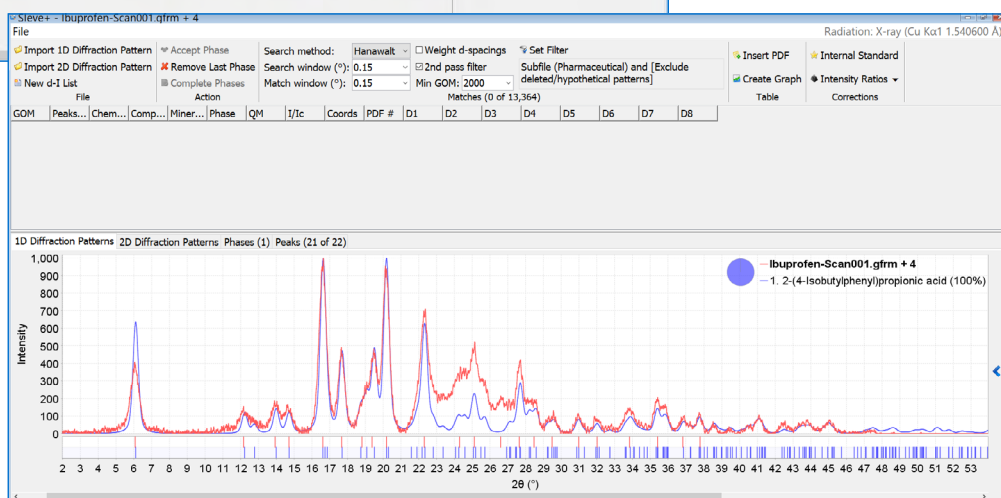 SIeve+ - Ibuprofen-Scan001.gfrm + 4
File
Radiation: X-ray (Cu Kα1 1.540600 Å)
Import 1D Diffraction Pattern
Import 2D Diffraction Pattern
New d-I List
File
Accept Phase
Remove Last Phase
Complete Phases
Action
Search method: Hanawalt
Search window (°): 0.15
Match window (°): 0.15
Weight d-spacings
2nd pass filter
Min GOM: 2000
Set Filter
Subfile (Pharmaceutical) and [Exclude
deleted/hypothetical patterns]
Matches (0 of 13,364)
Insert PDF
Create Graph
Table
Internal Standard
Intensity Ratios
Corrections
GOM Peaks... Chem... Comp... Miner... Phase QM I/Ic Coords PDF # D1 D2 D3 D4 D5 D6 D7 D8
1D Diffraction Patterns 2D Diffraction Patterns Phases (1) Peaks (21 of 22)
Ibuprofen-Scan001.gfrm + 4
1. 2-(4-Isobutylphenyl)propionic acid (100%)
Intensity
1,000
900
800
700
600
500
400
300
200
100
0
2 3 4 5 6 7 8 9 10 11 12 13 14 15 16 17 18 19 20 21 22 23 24 25 26 27 28 29 30 31 32 33 34 35 36 37 38 39 40 41 42 43 44 45 46 47 48 49 50 51 52 53
2θ (°)